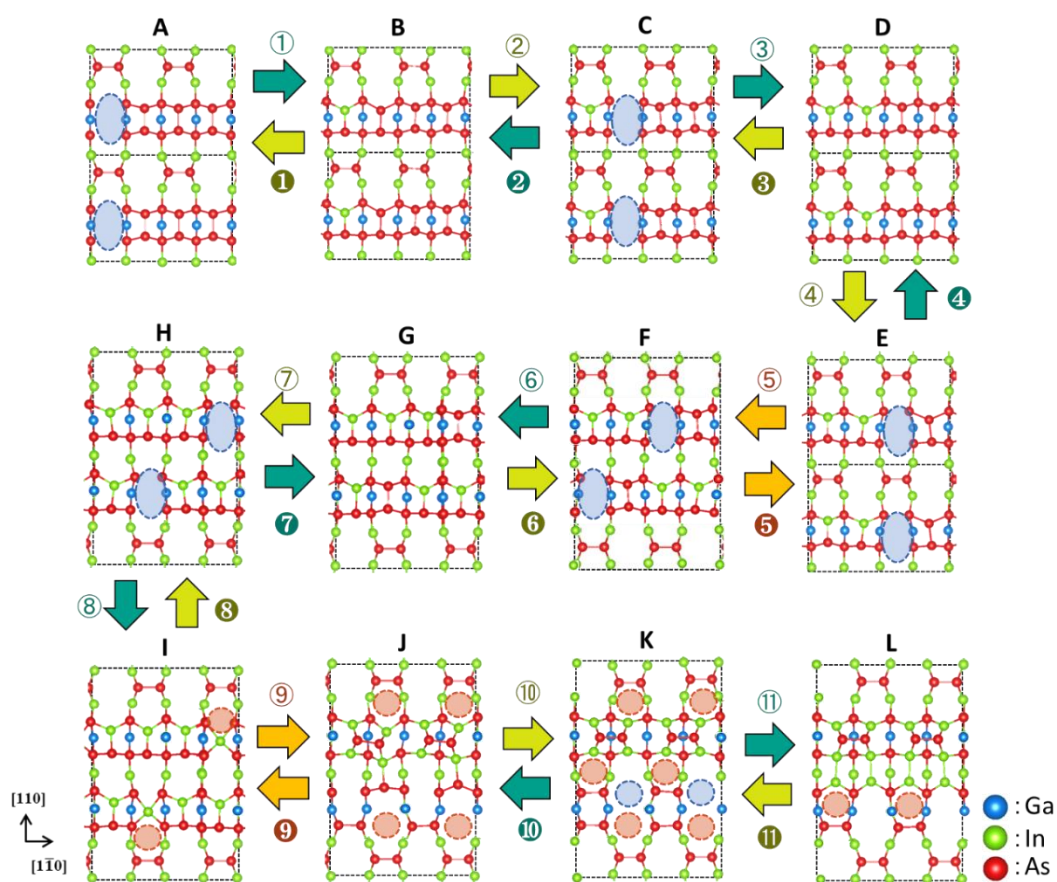 A B C D
① ② ③
❶ ❷ ❸
④ ❹
H G F E
⑦ ⑥ ⑤
❼ ❻ ❺
⑧ ❽
I J K L
⑨ ⑩ ⑪
❾ ❿ ⓫
[110]
[11̅0]
: Ga
: In
: As